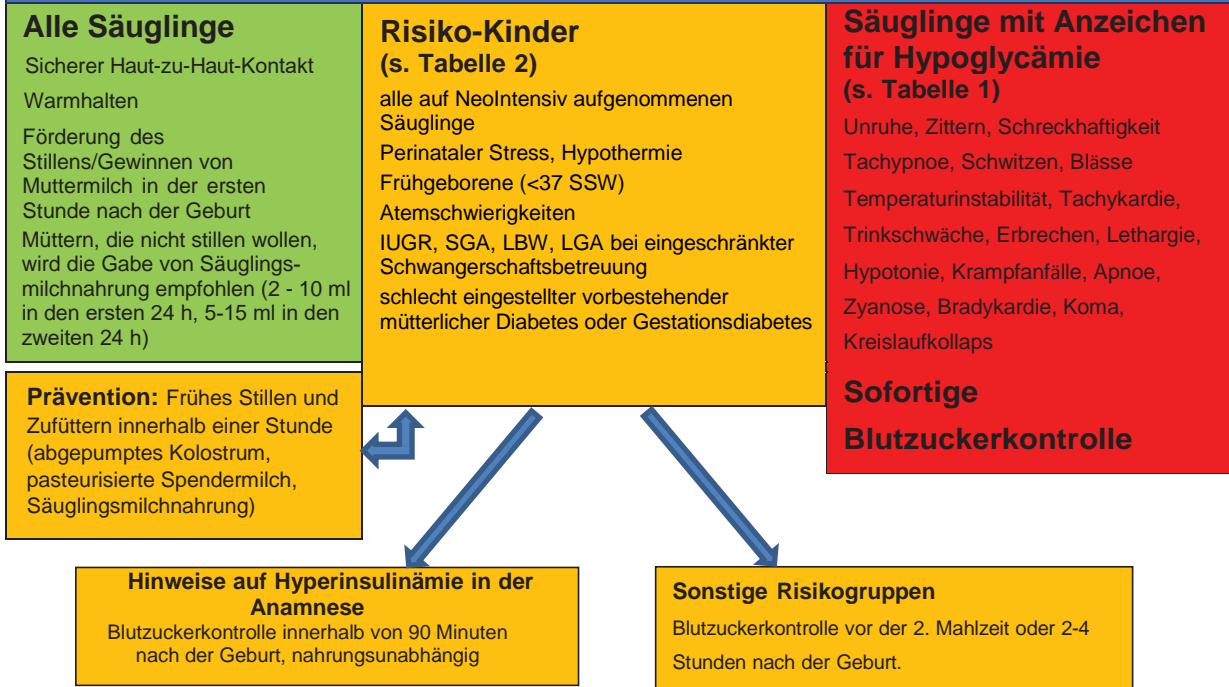 Alle Säuglinge
Sicherer Haut-zu-Haut-Kontakt
Warmhalten
Förderung des
Stillens/Gewinnen von
Muttermilch in der ersten
Stunde nach der Geburt
Müttern, die nicht stillen wollen,
wird die Gabe von Säuglings-
milchnahrung empfohlen (2 - 10 ml
in den ersten 24 h, 5-15 ml in den
zweiten 24 h)
Prävention: Frühes Stillen und
Zufüttern innerhalb einer Stunde
(abgepumptes Kolostrum,
pasteurisierte Spendermilch,
Säuglingsmilchnahrung)
Risiko-Kinder
(s. Tabelle 2)
alle auf NeoIntensiv aufgenommenen
Säuglinge
Perinataler Stress, Hypothermie
Frühgeborene (<37 SSW)
Atemschwierigkeiten
IUGR, SGA, LBW, LGA bei eingeschränkter
Schwangerschaftsbetreuung
schlecht eingestellter vorbestehender
mütterlicher Diabetes oder Gestationsdiabetes
Säuglinge mit Anzeichen
für Hypoglycämie
(s. Tabelle 1)
Unruhe, Zittern, Schreckhaftigkeit
Tachypnoe, Schwitzen, Blässe
Temperaturinstabilität, Tachykardie,
Trinkschwäche, Erbrechen, Lethargie,
Hypotonie, Krampfanfälle, Apnoe,
Zyanose, Bradykardie, Koma,
Kreislaufkollaps
Sofortige
Blutzuckerkontrolle
Hinweise auf Hyperinsulinämie in der
Anamnese
Blutzuckerkontrolle innerhalb von 90 Minuten
nach der Geburt, nahrungsunabhängig
Sonstige Risikogruppen
Blutzuckerkontrolle vor der 2. Mahlzeit oder 2-4
Stunden nach der Geburt.